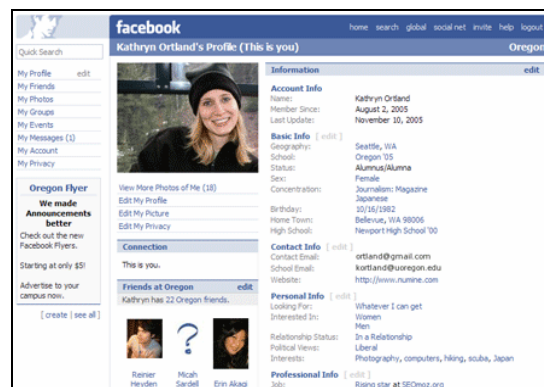 facebook
home search global social net invite help logout
Kathryn Ortland's Profile (This is you)
Oregon
Quick Search
My Profile edit
My Friends
My Photos
My Groups
My Events
My Messages (1)
My Account
My Privacy
Oregon Flyer
We made
Announcements
better
Check out the new
Facebook Flyers.
Starting at only $5!
Advertise to your
campus now.
[ create | see all ]
View More Photos of Me (18)
Edit My Profile
Edit My Picture
Edit My Privacy
Connection
This is you.
Friends at Oregon edit
Kathryn has 22 Oregon friends.
?
Reinier
Heyden
Micah
Sardell
Erin Akagi
Information edit
Account Info
Name: Kathryn Ortland
Member Since: August 2, 2005
Last Update: November 10, 2005
Basic Info [ edit ]
Geography: Seattle, WA
School: Oregon '05
Status: Alumnus/Alumna
Sex: Female
Concentration: Journalism: Magazine
Japanese
Birthday: 10/16/1982
Home Town: Bellevue, WA 98006
High School: Newport High School '00
Contact Info [ edit ]
Contact Email: ortland@gmail.com
School Email: kortland@uoregon.edu
Website: http://www.numine.com
Personal Info [ edit ]
Looking For: Whatever I can get
Interested In: Women
Men
Relationship Status: In a Relationship
Political Views: Liberal
Interests: Photography, computers, hiking, scuba, Japan
Professional Info [ edit ]
Job: Rising star at SEOmoz.org